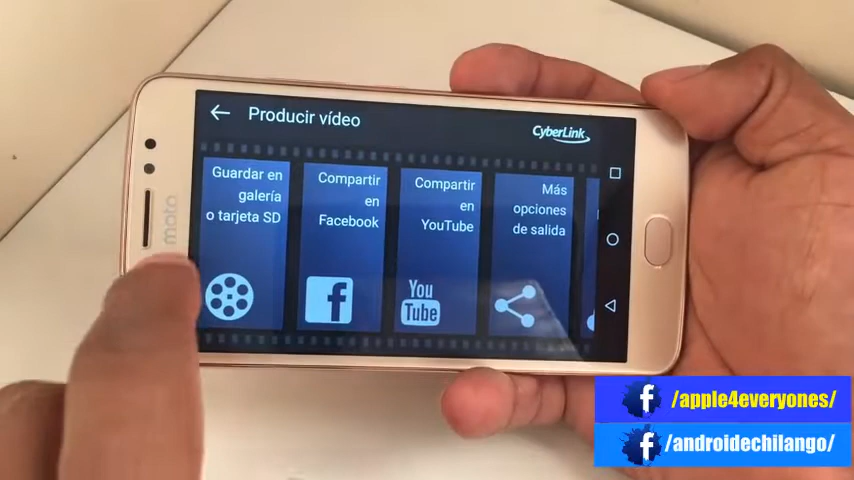 Producir vídeo
CyberLink
Guardar en
galería
o tarjeta SD
Compartir
en
Facebook
Compartir
en
YouTube
Más
opciones
de salida
f
You
Tube
moto
f /apple4everyones/
f /androidechilango/